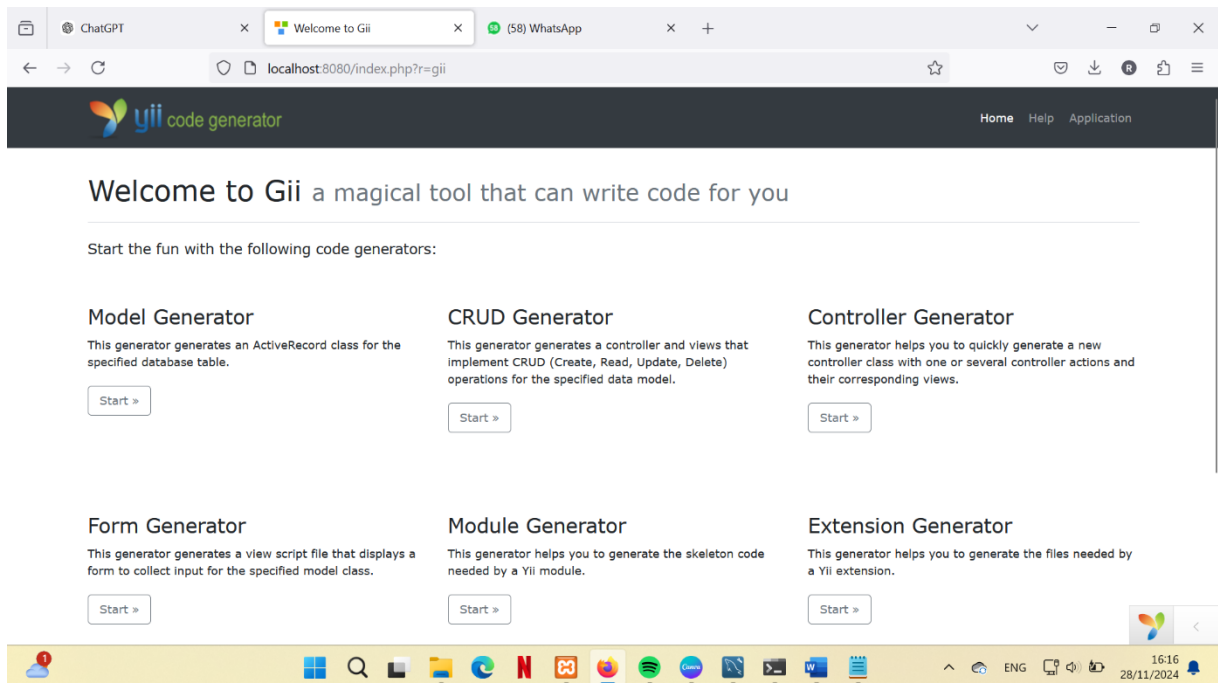 ChatGPT
Welcome to Gii
(58) WhatsApp
localhost:8080/index.php?r=gii
R
yii code generator
Home Help Application
Welcome to Gii a magical tool that can write code for you
Start the fun with the following code generators:
Model Generator
This generator generates an ActiveRecord class for the
specified database table.
Start »
CRUD Generator
This generator generates a controller and views that
implement CRUD (Create, Read, Update, Delete)
operations for the specified data model.
Start »
Controller Generator
This generator helps you to quickly generate a new
controller class with one or several controller actions and
their corresponding views.
Start »
Form Generator
This generator generates a view script file that displays a
form to collect input for the specified model class.
Start »
Module Generator
This generator helps you to generate the skeleton code
needed by a Yii module.
Start »
Extension Generator
This generator helps you to generate the files needed by
a Yii extension.
Start »
1
N
Canva
W
ENG
16:16
28/11/2024